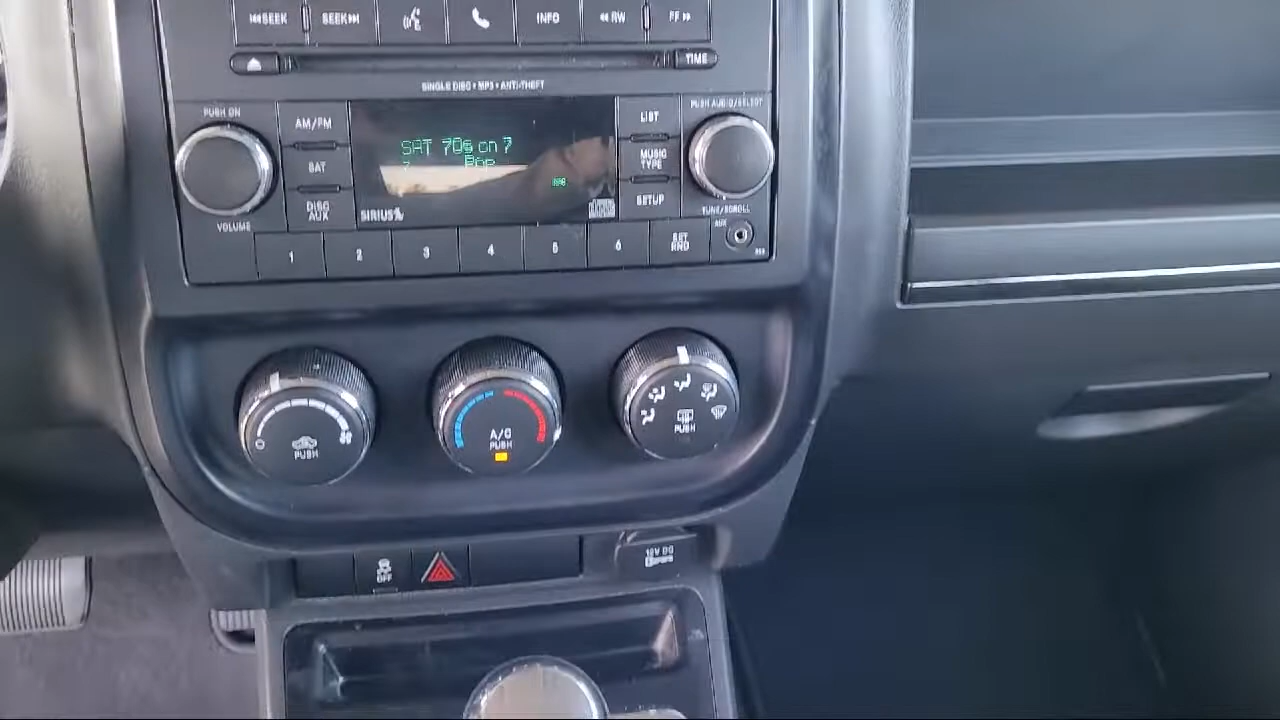 SEEK
SEEK
INFO
RW
FF
TIME
SINGLE DISC • MP3 • ANTI-THEFT
PUSH ON
PUSH AUDIO/SELECT
AM/FM
LIST
SAT 70s on 7
7 Bop
SAT
MUSIC
TYPE
DISC
AUX
SETUP
SIRIUS
VOLUME
TUNE/SCROLL
AUX
1
2
3
4
5
6
SET
RND
PUSH
A/C
PUSH
PUSH
OFF
12V DC